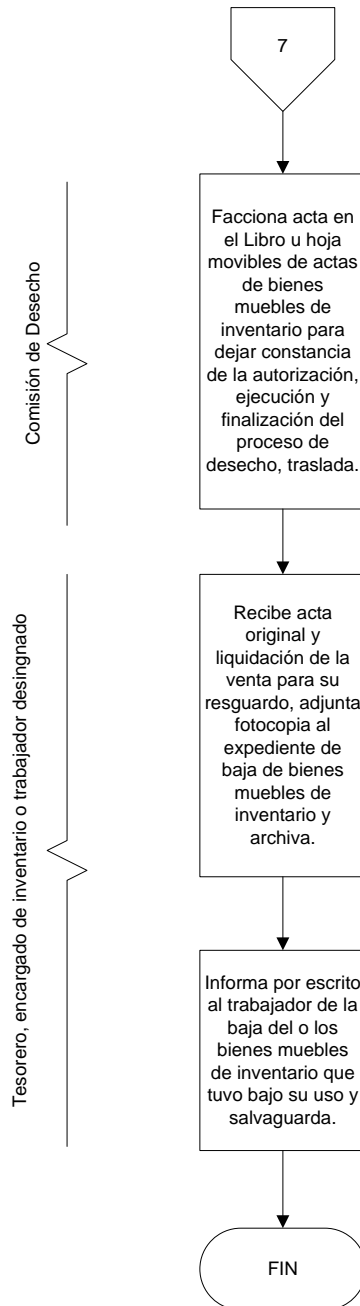 7
Comisión de Desecho
Facciona acta en
el Libro u hoja
movibles de actas
de bienes
muebles de
inventario para
dejar constancia
de la autorización,
ejecución y
finalización del
proceso de
desecho, traslada.
Tesorero, encargado de inventario o trabajador desingnado
Recibe acta
original y
liquidación de la
venta para su
resguardo, adjunta
fotocopia al
expediente de
baja de bienes
muebles de
inventario y
archiva.
Informa por escrito
al trabajador de la
baja del o los
bienes muebles
de inventario que
tuvo bajo su uso y
salvaguarda.
FIN